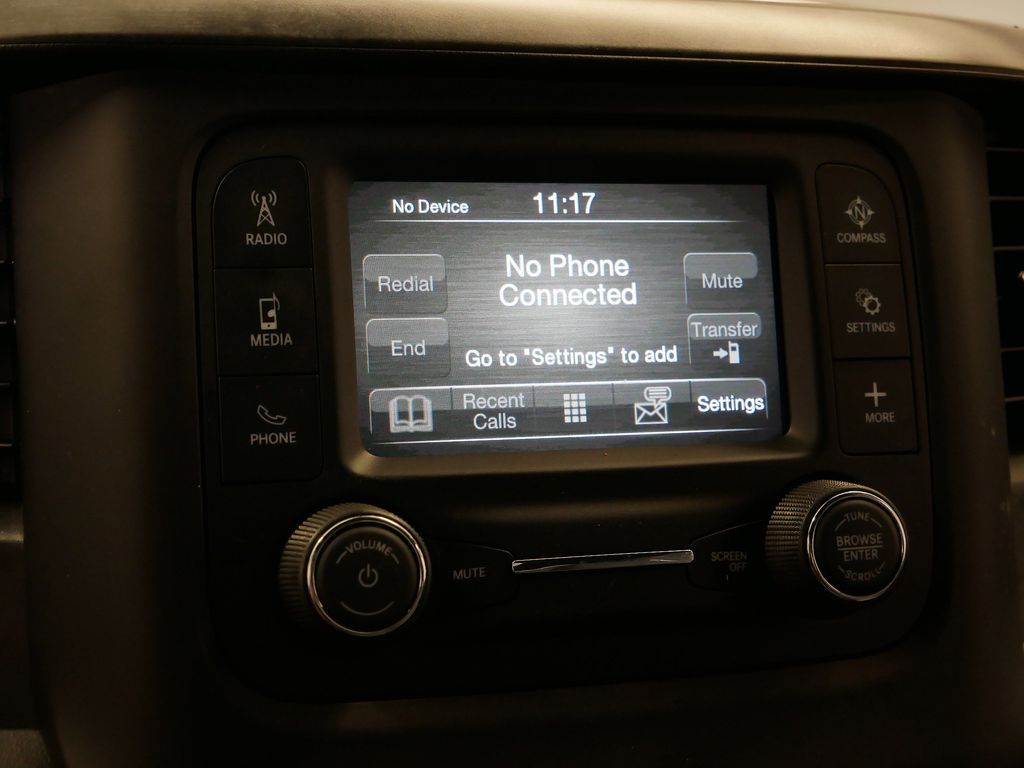 No Device
11:17
Redial
No Phone
Connected
Mute
End
Go to "Settings" to add
Transfer
Recent
Calls
Settings
RADIO
MEDIA
PHONE
N
COMPASS
SETTINGS
MORE
VOLUME
MUTE
SCREEN
OFF
TUNE
BROWSE
ENTER
SCROLL